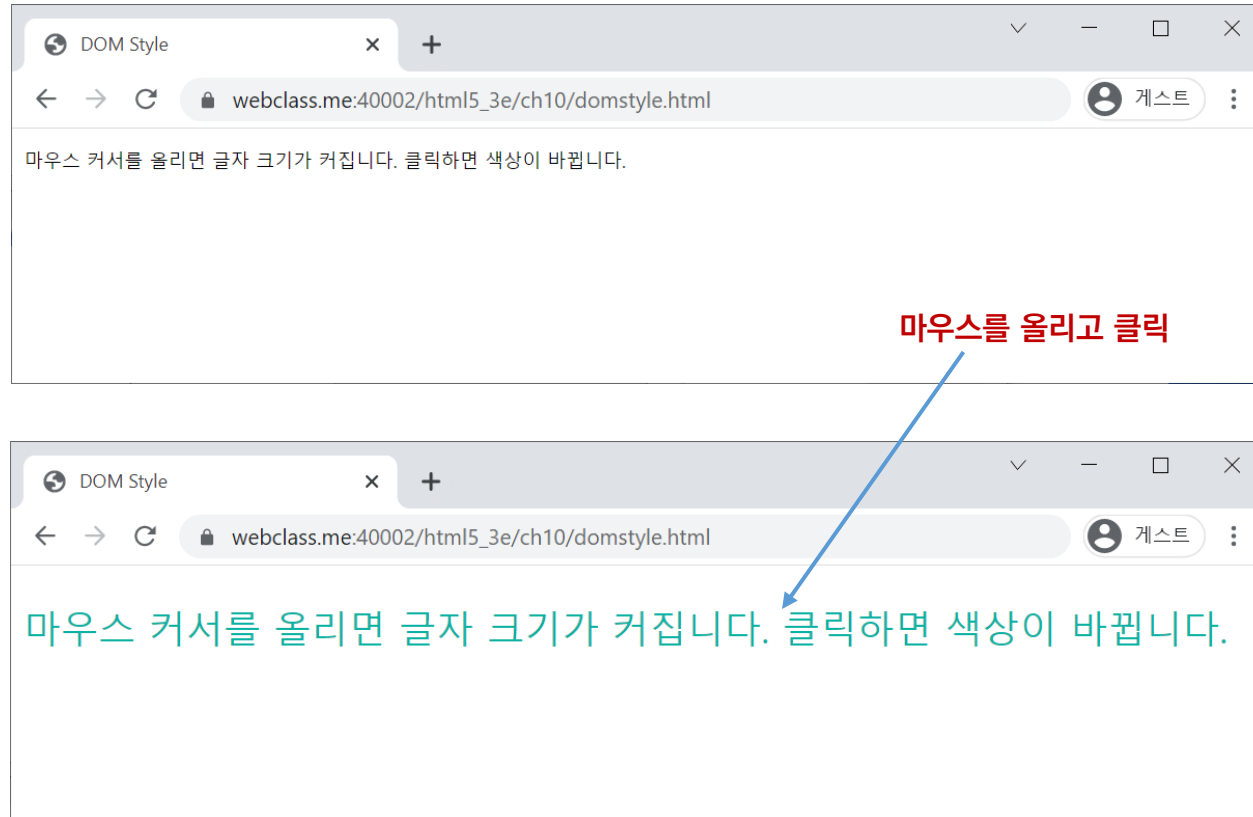 DOM Style
webclass.me:40002/html5_3e/ch10/domstyle.html
게스트
마우스 커서를 올리면 글자 크기가 커집니다. 클릭하면 색상이 바뀝니다.
마우스를 올리고 클릭
DOM Style
webclass.me:40002/html5_3e/ch10/domstyle.html
게스트
마우스 커서를 올리면 글자 크기가 커집니다. 클릭하면 색상이 바뀝니다.